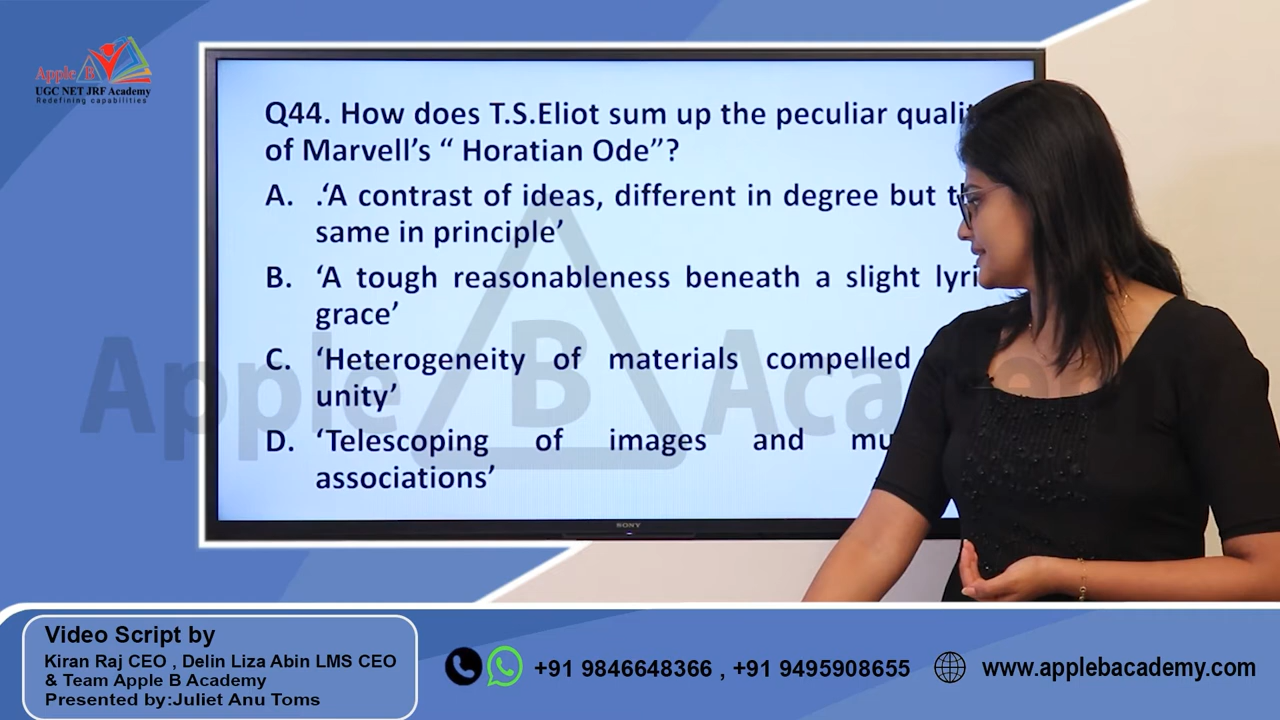 Apple B
UGC NET JRF Academy
Redefining capabilities
Q44. How does T.S.Eliot sum up the peculiar
of Marvell's “ Horatian Ode”?
A. .‘A contrast of ideas, different in degree but
same in principle’
B. ‘A tough reasonableness beneath a slight
grace’
C. ‘Heterogeneity of materials compelled
unity’
D. ‘Telescoping of images and
associations’
Apple B Academy
SONY
Video Script by
Kiran Raj CEO , Delin Liza Abin LMS CEO
& Team Apple B Academy
Presented by:Juliet Anu Toms
+91 9846648366 , +91 9495908655
www.applebacademy.com